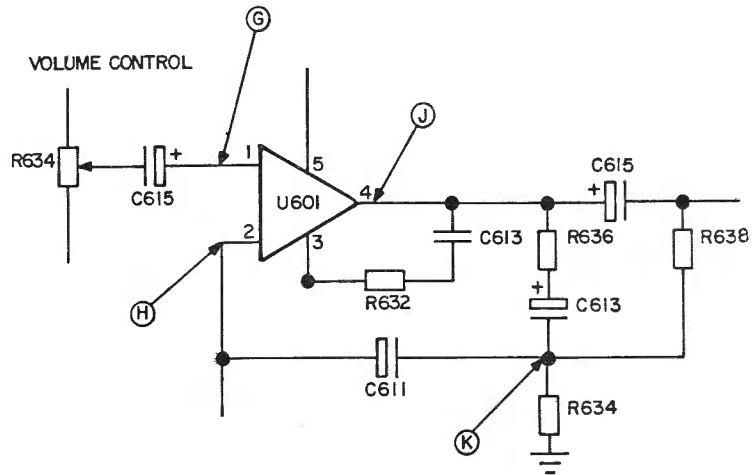 G
VOLUME CONTROL
J
R634
+
C615
1
5
U601
4
2
3
C615
+
C613
R636
R638
R632
+
C613
H
C611
R634
K